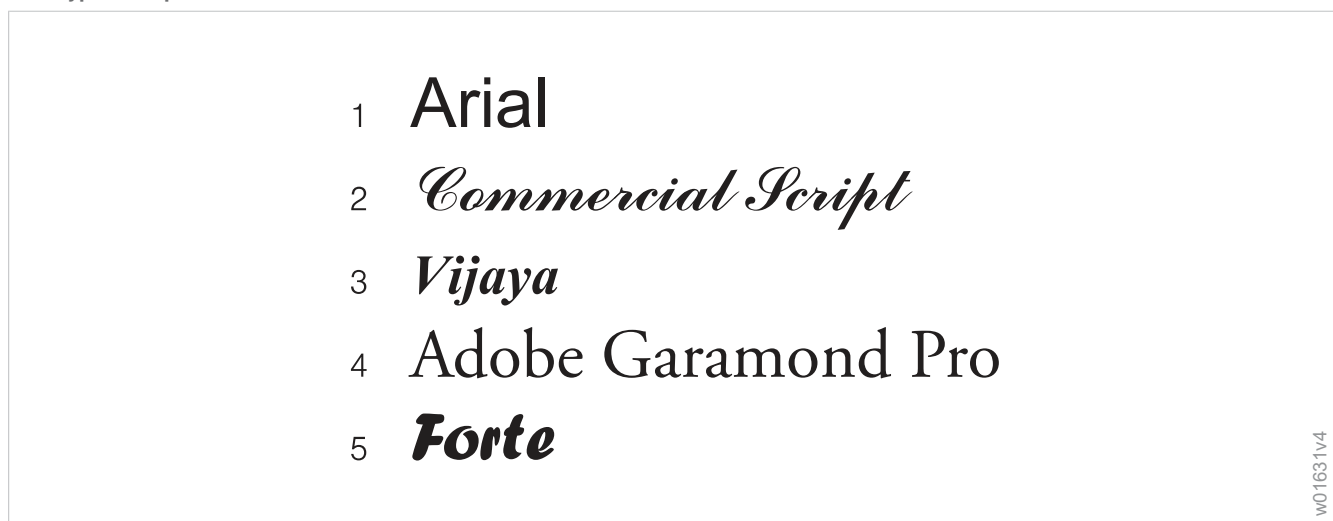 1 Arial
2 Commercial Script
3 Vijaya
4 Adobe Garamond Pro
5 Forte
w01631v4